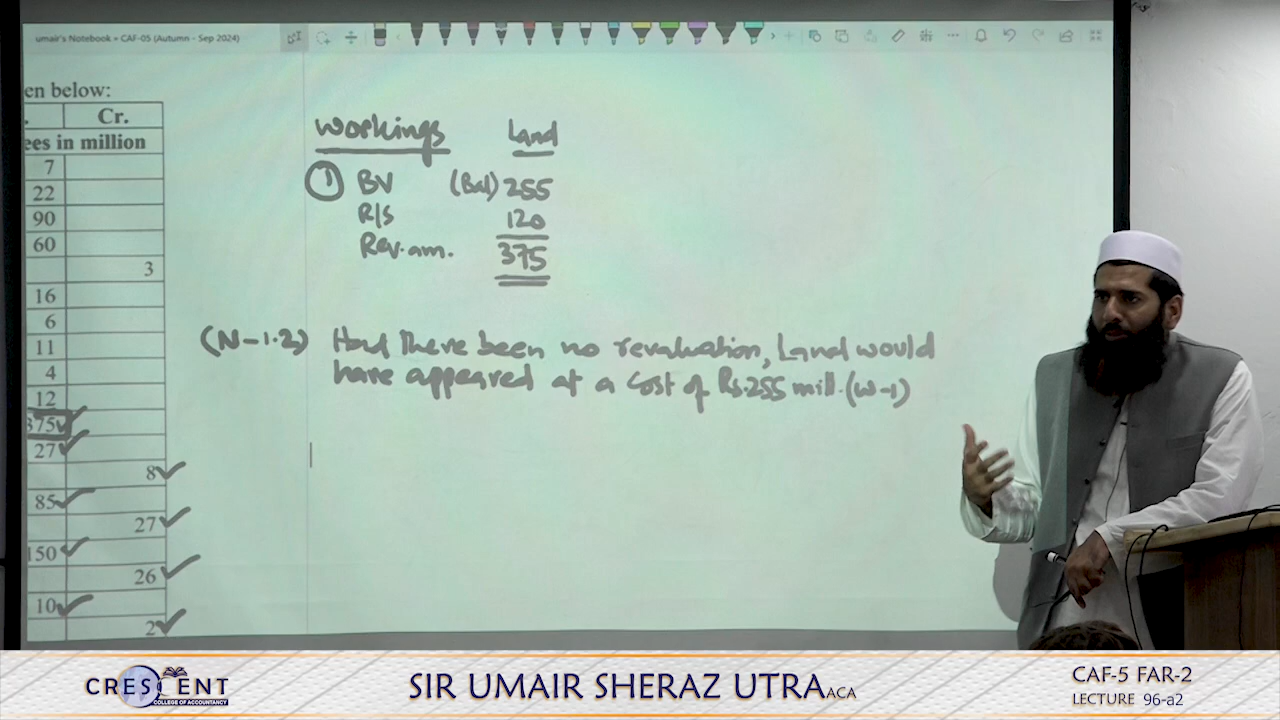 umair's Notebook » CAF-05 (Autumn - Sep 2024)
en below:
. Cr.
ees in million
7
22
90
60
3
16
6
11
4
12
375
27
8
85
27
150
26
10
2
Workings Land
1 BV (Bal) 255
R/S 120
Rev. am. 375
(N-1.2) Had there been no revaluation, Land would
have appeared at a cost of Rs.255 mill. (W-1)
CRESCENT
COLLEGE OF ACCOUNTANCY
SIR UMAIR SHERAZ UTRA ACA
CAF-5 FAR-2
LECTURE 96-a2